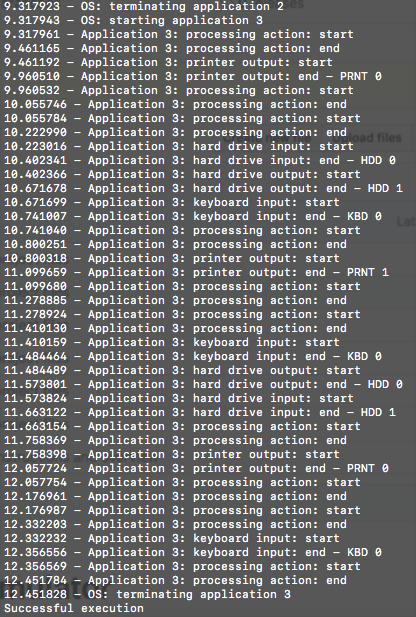 9.317923 - OS: terminating application 2
9.317943 - OS: starting application 3
9.317961 - Application 3: processing action: start
9.461165 - Application 3: processing action: end
9.461192 - Application 3: printer output: start
9.960510 - Application 3: printer output: end - PRNT 0
9.960532 - Application 3: processing action: start
10.055746 - Application 3: processing action: end
10.055784 - Application 3: processing action: start
10.222990 - Application 3: processing action: end
10.223016 - Application 3: hard drive input: start
10.402341 - Application 3: hard drive input: end - HDD 0
10.402366 - Application 3: hard drive output: start
10.671678 - Application 3: hard drive output: end - HDD 1
10.671699 - Application 3: keyboard input: start
10.741007 - Application 3: keyboard input: end - KBD 0
10.741040 - Application 3: processing action: start
10.800251 - Application 3: processing action: end
10.800318 - Application 3: printer output: start
11.099659 - Application 3: printer output: end - PRNT 1
11.099680 - Application 3: processing action: start
11.278885 - Application 3: processing action: end
11.278924 - Application 3: processing action: start
11.410130 - Application 3: processing action: end
11.410159 - Application 3: keyboard input: start
11.484464 - Application 3: keyboard input: end - KBD 0
11.484489 - Application 3: hard drive output: start
11.573801 - Application 3: hard drive output: end - HDD 0
11.573824 - Application 3: hard drive input: start
11.663122 - Application 3: hard drive input: end - HDD 1
11.663154 - Application 3: processing action: start
11.758369 - Application 3: processing action: end
11.758398 - Application 3: printer output: start
12.057724 - Application 3: printer output: end - PRNT 0
12.057754 - Application 3: processing action: start
12.176961 - Application 3: processing action: end
12.176987 - Application 3: processing action: start
12.332203 - Application 3: processing action: end
12.332232 - Application 3: keyboard input: start
12.356556 - Application 3: keyboard input: end - KBD 0
12.356569 - Application 3: processing action: start
12.451784 - Application 3: processing action: end
12.451828 - OS: terminating application 3
Successful execution